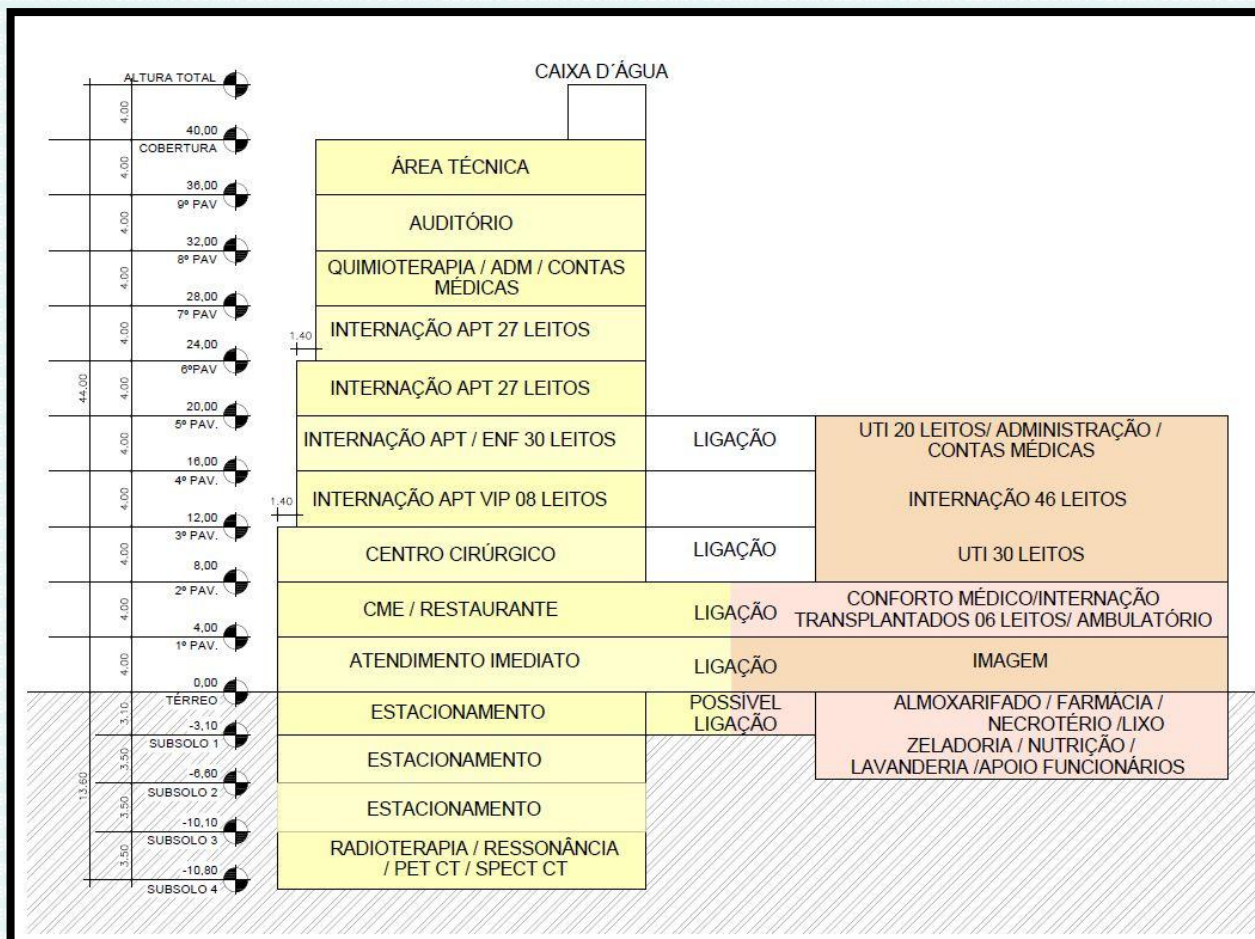 CAIXA D´ÁGUA
ALTURA TOTAL
4.00
40,00
COBERTURA
4.00
ÁREA TÉCNICA
36,00
9º PAV
4.00
AUDITÓRIO
32,00
8º PAV
4.00
QUIMIOTERAPIA / ADM / CONTAS
MÉDICAS
28,00
7º PAV
4.00
1.40
INTERNAÇÃO APT 27 LEITOS
24,00
6ºPAV
44.00
4.00
INTERNAÇÃO APT 27 LEITOS
20,00
5º PAV.
4.00
INTERNAÇÃO APT / ENF 30 LEITOS
LIGAÇÃO
UTI 20 LEITOS/ ADMINISTRAÇÃO /
CONTAS MÉDICAS
16,00
4º PAV.
4.00
1.40
INTERNAÇÃO APT VIP 08 LEITOS
INTERNAÇÃO 46 LEITOS
12,00
3º PAV.
4.00
CENTRO CIRÚRGICO
LIGAÇÃO
UTI 30 LEITOS
8,00
2º PAV.
4.00
CME / RESTAURANTE
LIGAÇÃO
CONFORTO MÉDICO/INTERNAÇÃO
TRANSPLANTADOS 06 LEITOS/ AMBULATÓRIO
4,00
1º PAV.
4.00
ATENDIMENTO IMEDIATO
LIGAÇÃO
IMAGEM
0,00
TÉRREO
3.10
ESTACIONAMENTO
POSSÍVEL
LIGAÇÃO
ALMOXARIFADO / FARMÁCIA /
NECROTÉRIO /LIXO
ZELADORIA / NUTRIÇÃO /
LAVANDERIA /APOIO FUNCIONÁRIOS
-3,10
SUBSOLO 1
3.50
ESTACIONAMENTO
-6,60
SUBSOLO 2
13.60
3.50
ESTACIONAMENTO
-10,10
SUBSOLO 3
3.50
RADIOTERAPIA / RESSONÂNCIA
/ PET CT / SPECT CT
-10,80
SUBSOLO 4